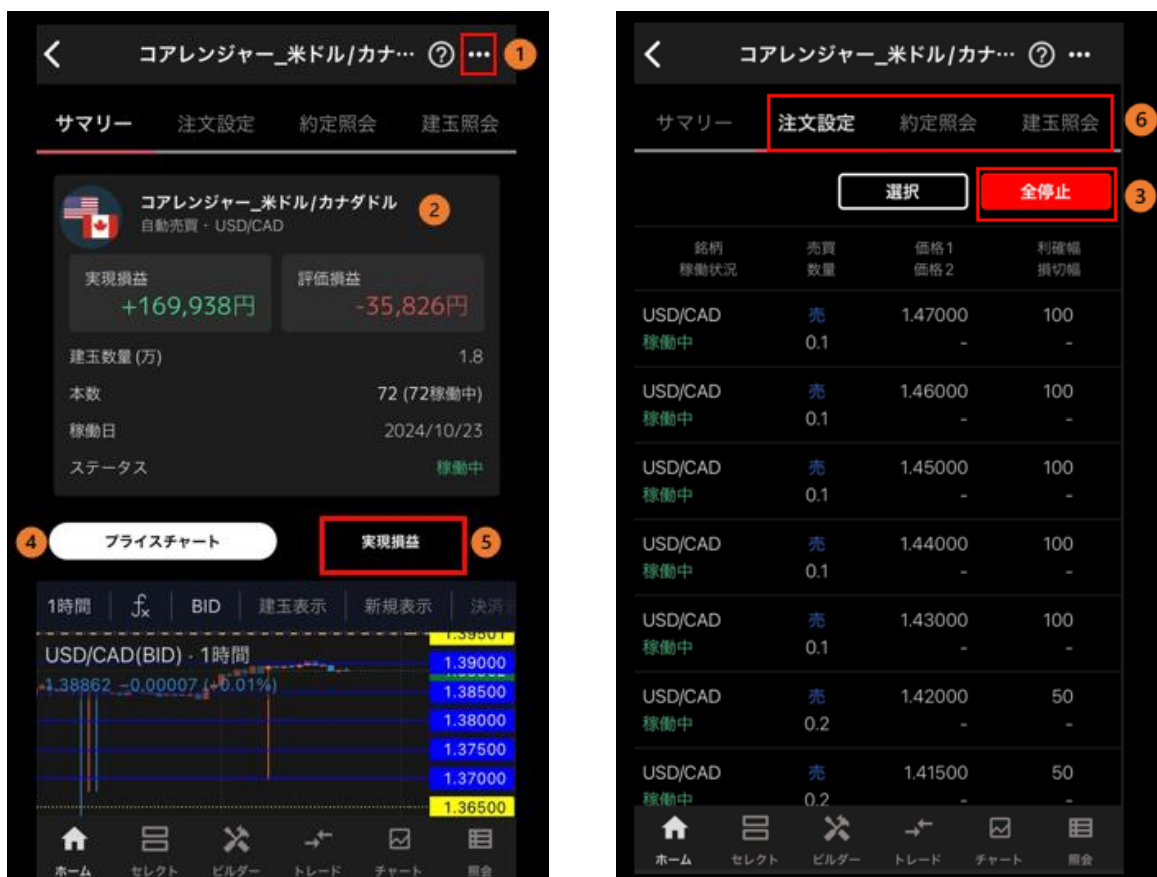 コアレンジャー_米ドル/カナ… ? … 1
サマリー 注文設定 約定照会 建玉照会
コアレンジャー_米ドル/カナダドル 2
自動売買・USD/CAD
実現損益 評価損益
+169,938円 -35,826円
建玉数量(万) 1.8
本数 72 (72稼働中)
稼働日 2024/10/23
ステータス 稼働中
4 プライスチャート 実現損益 5
1時間 fx BID 建玉表示 新規表示 決済
1.39501
USD/CAD(BID)・1時間
1.39000
1.38862 -0.00007 (-0.01%)
1.38500
1.38000
1.37500
1.37000
1.36500
ホーム セレクト ビルダー トレード チャート 照会
コアレンジャー_米ドル/カナ… ? …
サマリー 注文設定 約定照会 建玉照会 6
選択 全停止 3
銘柄 売買 価格1 利確幅
稼働状況 数量 価格2 損切幅
USD/CAD 売 1.47000 100
稼働中 0.1 - -
USD/CAD 売 1.46000 100
稼働中 0.1 - -
USD/CAD 売 1.45000 100
稼働中 0.1 - -
USD/CAD 売 1.44000 100
稼働中 0.1 - -
USD/CAD 売 1.43000 100
稼働中 0.1 - -
USD/CAD 売 1.42000 50
稼働中 0.2 - -
USD/CAD 売 1.41500 50
稼働中 0.2 - -
ホーム セレクト ビルダー トレード チャート 照会